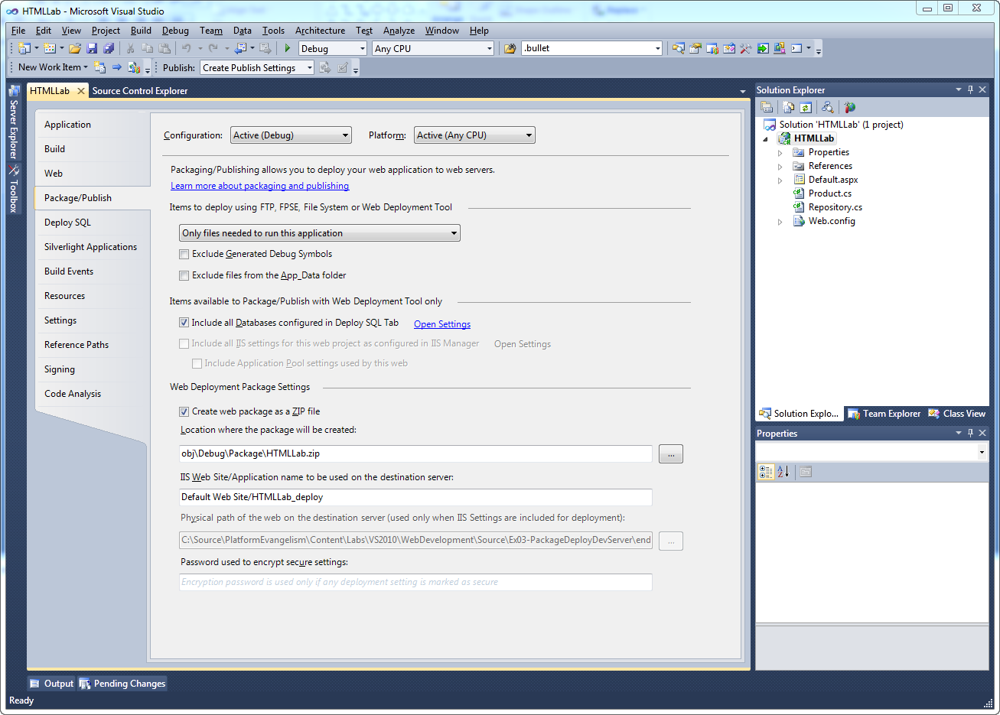 HTMLLab - Microsoft Visual Studio
File Edit View Project Build Debug Team Data Tools Architecture Test Analyze Window Help
Debug Any CPU .bullet
New Work Item Publish: Create Publish Settings
Server Explorer
Toolbox
HTMLLab Source Control Explorer
Application
Build
Web
Package/Publish
Deploy SQL
Silverlight Applications
Build Events
Resources
Settings
Reference Paths
Signing
Code Analysis
Configuration: Active (Debug) Platform: Active (Any CPU)
Packaging/Publishing allows you to deploy your web application to web servers.
Learn more about packaging and publishing
Items to deploy using FTP, FPSE, File System or Web Deployment Tool
Only files needed to run this application
Exclude Generated Debug Symbols
Exclude files from the App_Data folder
Items available to Package/Publish with Web Deployment Tool only
Include all Databases configured in Deploy SQL Tab Open Settings
Include all IIS settings for this web project as configured in IIS Manager Open Settings
Include Application Pool settings used by this web
Web Deployment Package Settings
Create web package as a ZIP file
Location where the package will be created:
obj\Debug\Package\HTMLLab.zip ...
IIS Web Site/Application name to be used on the destination server:
Default Web Site/HTMLLab_deploy
Physical path of the web on the destination server (used only when IIS Settings are included for deployment):
C:\Source\PlatformEvangelism\Content\Labs\VS2010\WebDevelopment\Source\Ex03-PackageDeployDevServer\end ...
Password used to encrypt secure settings:
Encryption password is used only if any deployment setting is marked as secure
Solution Explorer
Solution 'HTMLLab' (1 project)
HTMLLab
Properties
References
Default.aspx
Product.cs
Repository.cs
Web.config
Solution Explo... Team Explorer Class View
Properties
Output Pending Changes
Ready